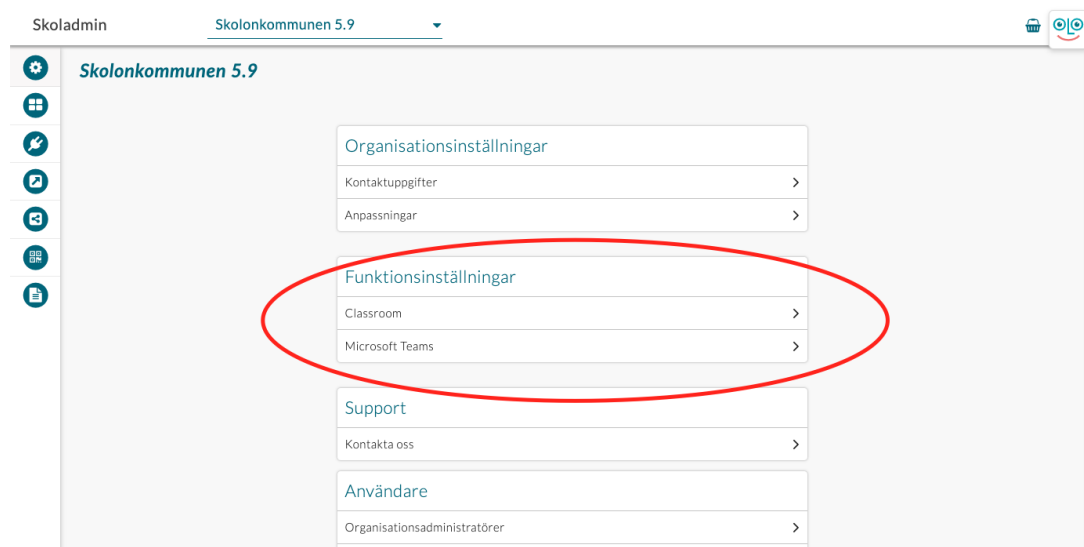 Skoladmin
Skolonkommunen 5.9
Skolonkommunen 5.9
Organisationsinställningar
Kontaktuppgifter
Anpassningar
Funktionsinställningar
Classroom
Microsoft Teams
Support
Kontakta oss
Användare
Organisationsadministratörer